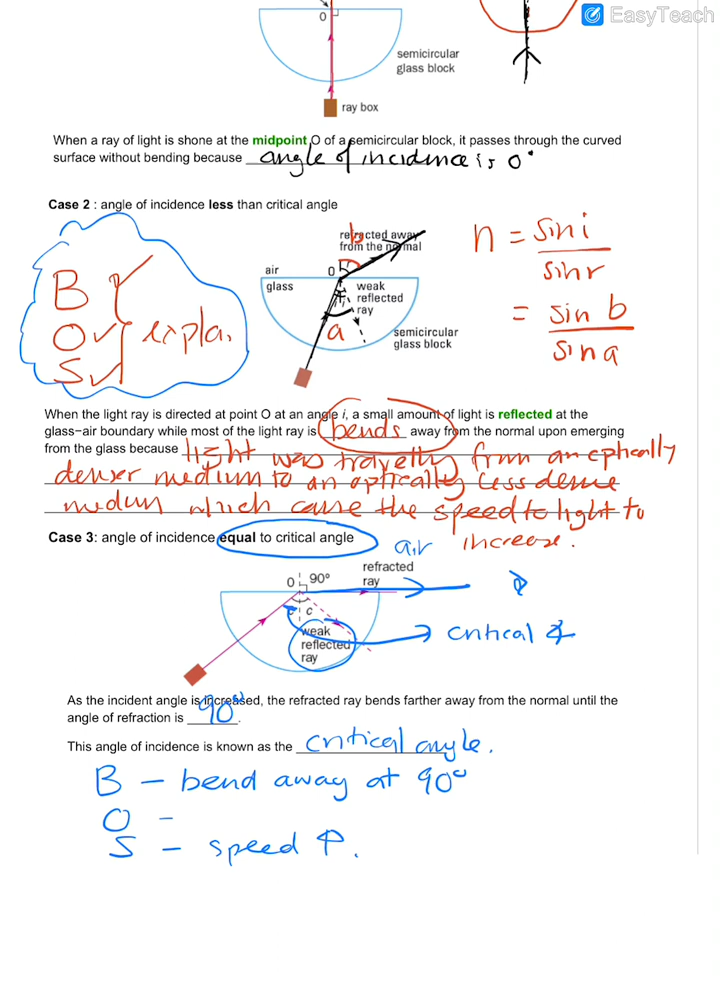 EasyTeach
O
semicircular
glass block
ray box
When a ray of light is shone at the midpoint O of a semicircular block, it passes through the curved
surface without bending because angle of incidence is 0°
Case 2 : angle of incidence less than critical angle
refracted away
from the normal
b
air
O
glass
weak
reflected
ray
a
semicircular
glass block
B
O
S
expla.
n = sin i
sin r
= sin b
sin a
When the light ray is directed at point O at an angle i, a small amount of light is reflected at the
glass-air boundary while most of the light ray is bends away from the normal upon emerging
from the glass because light was travelling from an optically
denser medium to an optically less dense
medium which cause the speed to light to
increase.
Case 3: angle of incidence equal to critical angle
air
refracted
ray
O 90°
c
weak
reflected
ray
critical
As the incident angle is increased, the refracted ray bends farther away from the normal until the
angle of refraction is 90°.
This angle of incidence is known as the critical angle.
B - bend away at 90°
O -
S - speed ↑.